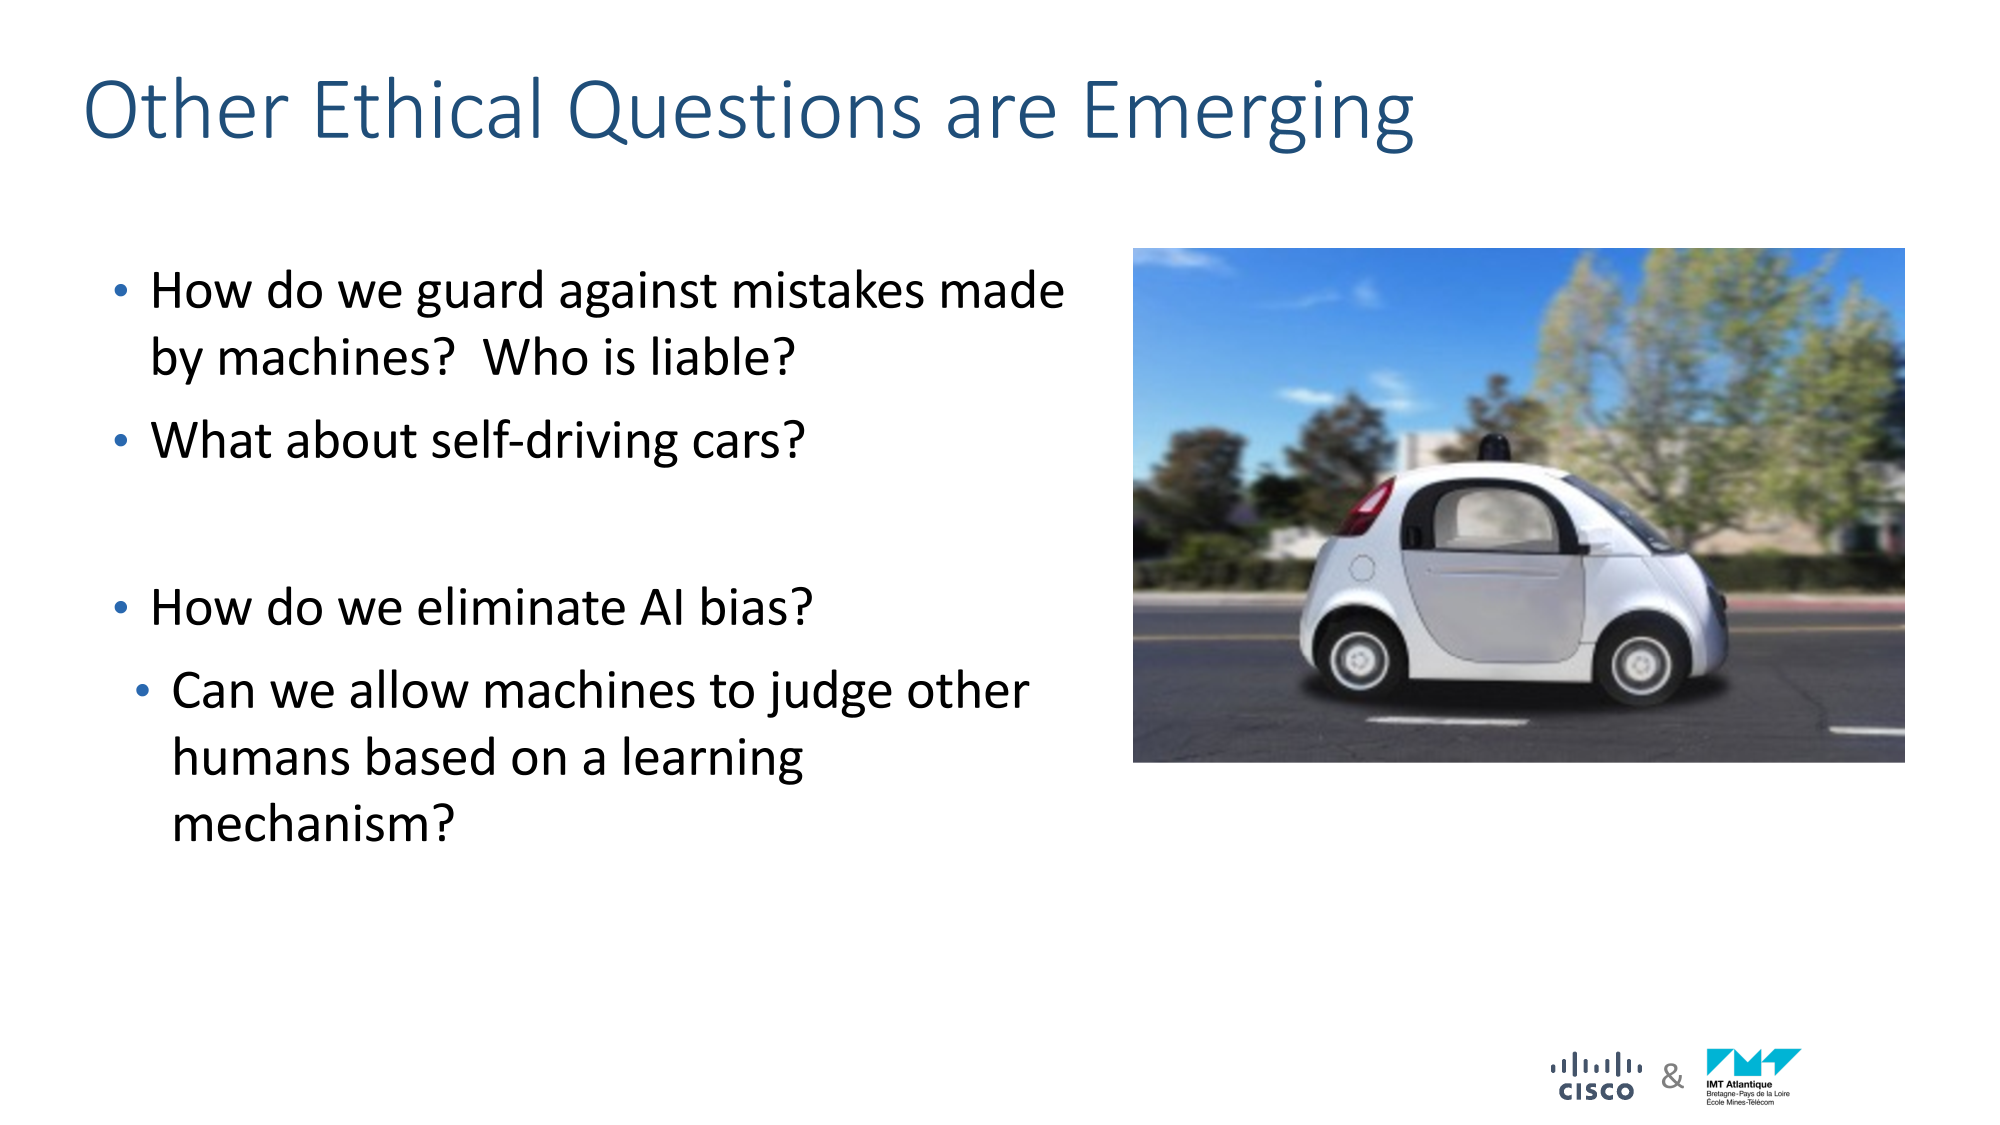 Other Ethical Questions are Emerging
• How do we guard against mistakes made
by machines?  Who is liable?
• What about self-driving cars?
• How do we eliminate AI bias?
• Can we allow machines to judge other
humans based on a learning
mechanism?
CISCO & IMT Atlantique
Bretagne-Pays de la Loire
École Mines-Télécom